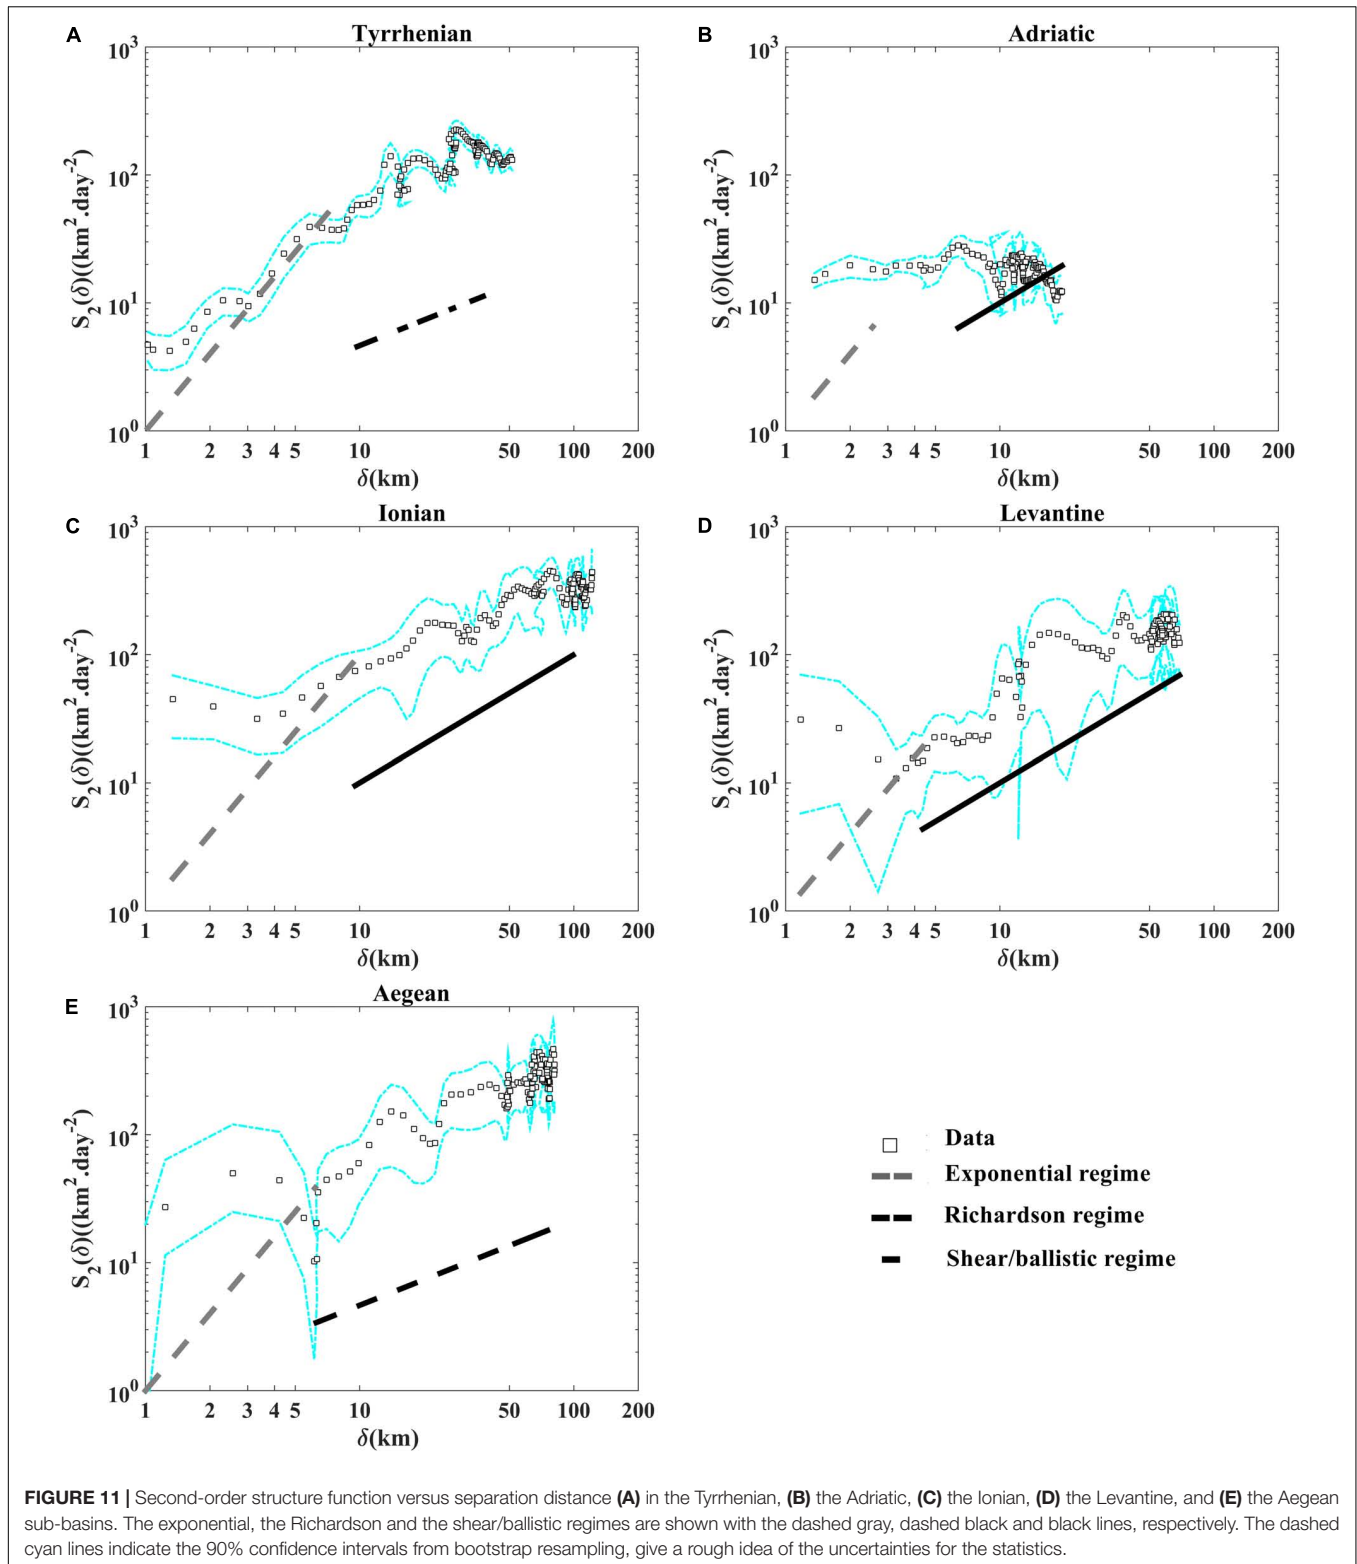 A
Tyrrhenian
10³
10²
10¹
10⁰
S₂(δ)((km².day⁻²)
1 2 3 4 5 10 50 100 200
δ(km)
B
Adriatic
10³
10²
10¹
10⁰
S₂(δ)((km².day⁻²)
1 2 3 4 5 10 50 100 200
δ(km)
C
Ionian
10³
10²
10¹
10⁰
S₂(δ)((km².day⁻²)
1 2 3 4 5 10 50 100 200
δ(km)
D
Levantine
10³
10²
10¹
10⁰
S₂(δ)((km².day⁻²)
1 2 3 4 5 10 50 100 200
δ(km)
E
Aegean
10³
10²
10¹
10⁰
S₂(δ)((km².day⁻²)
1 2 3 4 5 10 50 100 200
δ(km)
Data
Exponential regime
Richardson regime
Shear/ballistic regime
FIGURE 11 | Second-order structure function versus separation distance (A) in the Tyrrhenian, (B) the Adriatic, (C) the Ionian, (D) the Levantine, and (E) the Aegean
sub-basins. The exponential, the Richardson and the shear/ballistic regimes are shown with the dashed gray, dashed black and black lines, respectively. The dashed
cyan lines indicate the 90% confidence intervals from bootstrap resampling, give a rough idea of the uncertainties for the statistics.